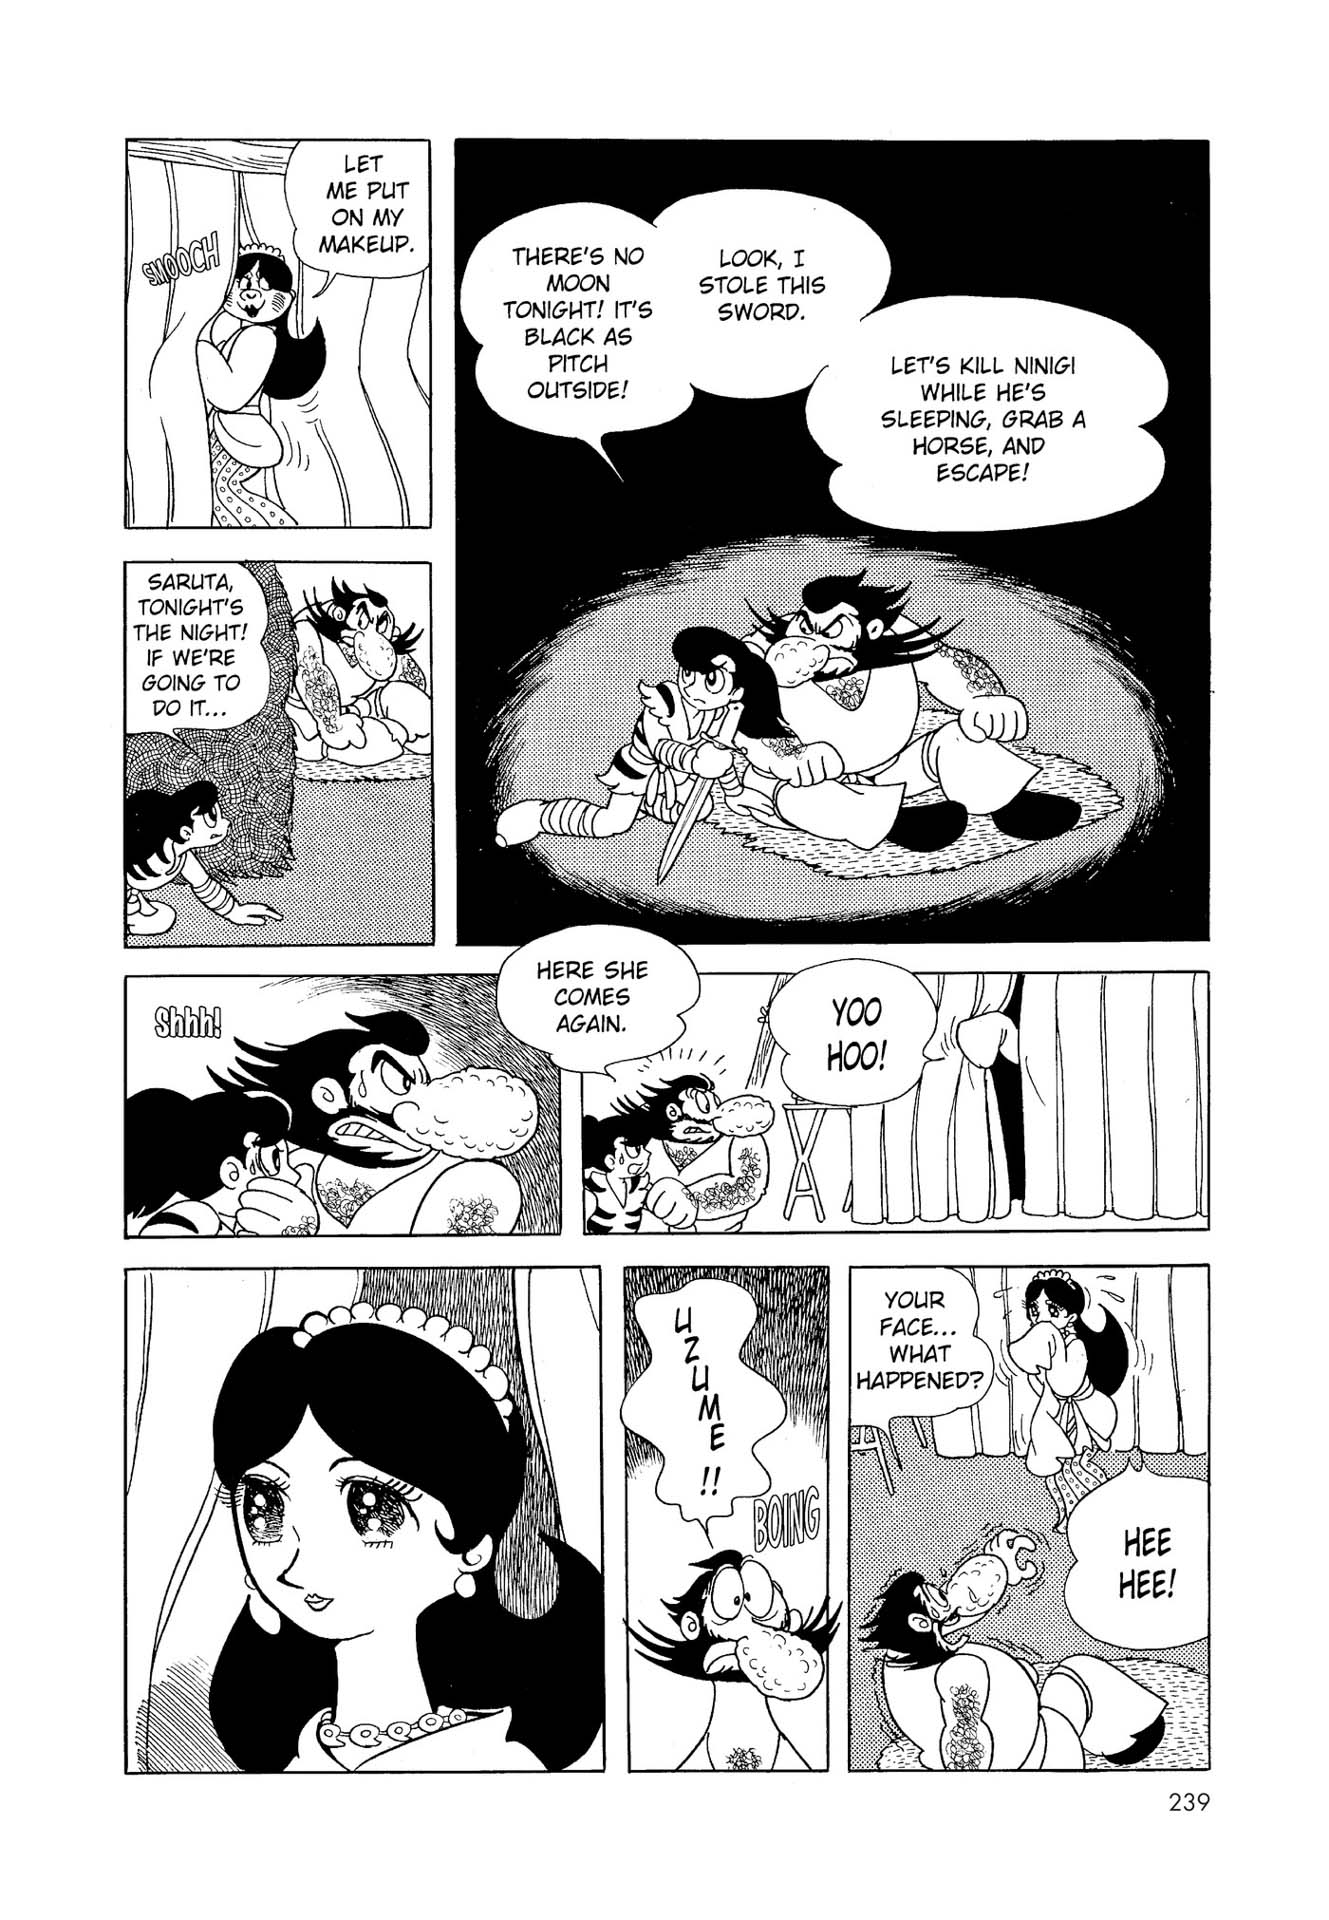 LET
ME PUT
ON MY
MAKEUP.
SMOOCH
SARUTA,
TONIGHT'S
THE NIGHT!
IF WE'RE
GOING TO
DO IT...
THERE'S NO
MOON
TONIGHT! IT'S
BLACK AS
PITCH
OUTSIDE!
LOOK, I
STOLE THIS
SWORD.
LET'S KILL NINIGI
WHILE HE'S
SLEEPING, GRAB A
HORSE, AND
ESCAPE!
Shhh!
HERE SHE
COMES
AGAIN.
YOO
HOO!
UZUME!!
BOING
YOUR
FACE...
WHAT
HAPPENED?
HEE
HEE!
239